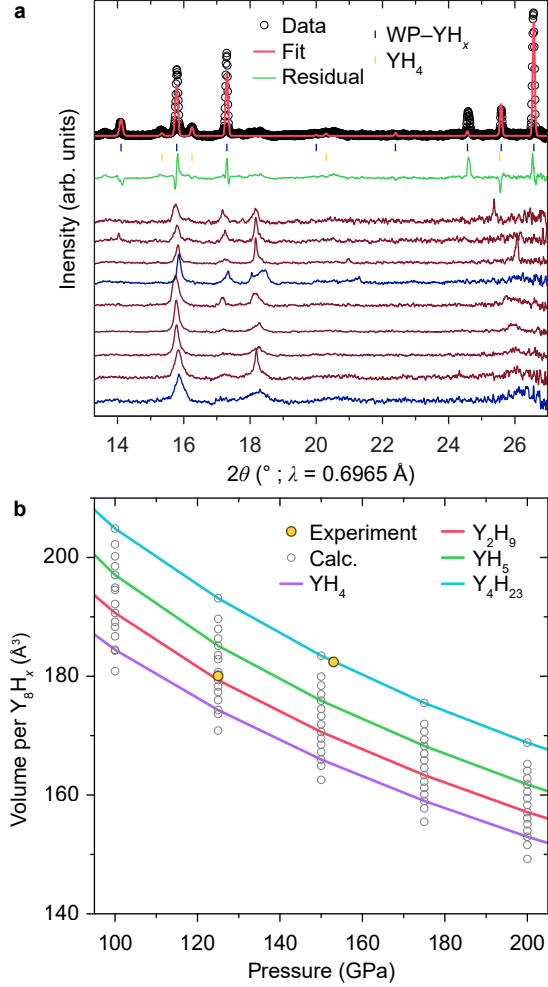 a
Data
Fit
Residual
WP–YHₓ
YH₄
Inensity (arb. units)
14 16 18 20 22 24 26
2θ (° ; λ = 0.6965 Å)
b
Experiment
Calc.
YH₄
Y₂H₉
YH₅
Y₄H₂₃
Volume per Y₈Hₓ (Å³)
200
180
160
140
100 120 140 160 180 200
Pressure (GPa)